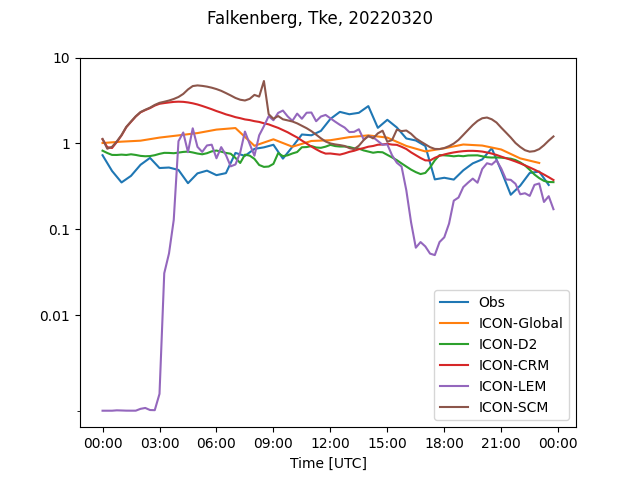 Falkenberg, Tke, 20220320
10
1
0.1
0.01
00:00 03:00 06:00 09:00 12:00 15:00 18:00 21:00 00:00
Time [UTC]
Obs
ICON-Global
ICON-D2
ICON-CRM
ICON-LEM
ICON-SCM